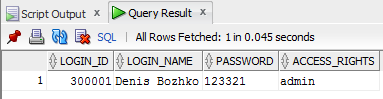 Script Output Query Result
SQL All Rows Fetched: 1 in 0.045 seconds
LOGIN_ID LOGIN_NAME PASSWORD ACCESS_RIGHTS
1 300001 Denis Bozhko 123321 admin